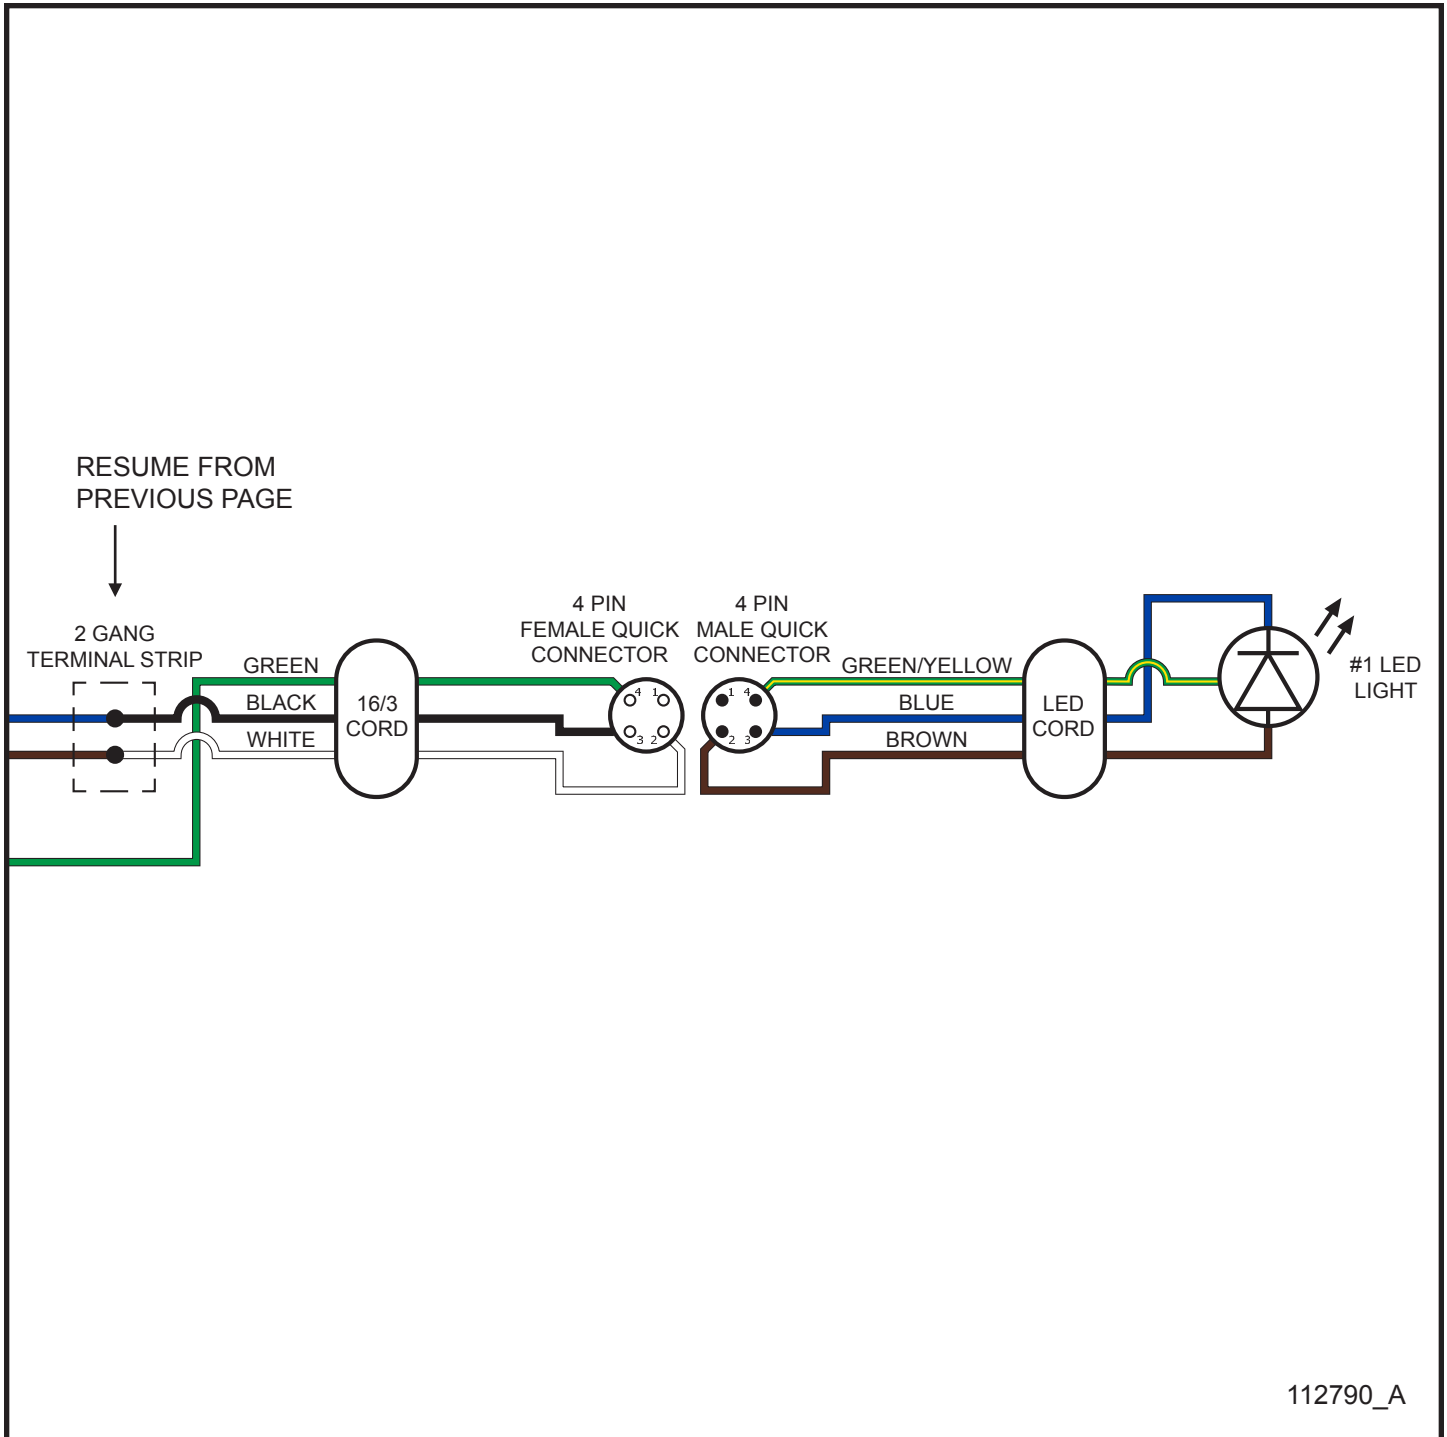 RESUME FROM
PREVIOUS PAGE
2 GANG
TERMINAL STRIP
GREEN
BLACK
WHITE
16/3
CORD
4 PIN
FEMALE QUICK
CONNECTOR
4 1
3 2
4 PIN
MALE QUICK
CONNECTOR
1 4
2 3
GREEN/YELLOW
BLUE
BROWN
LED
CORD
#1 LED
LIGHT
112790_A